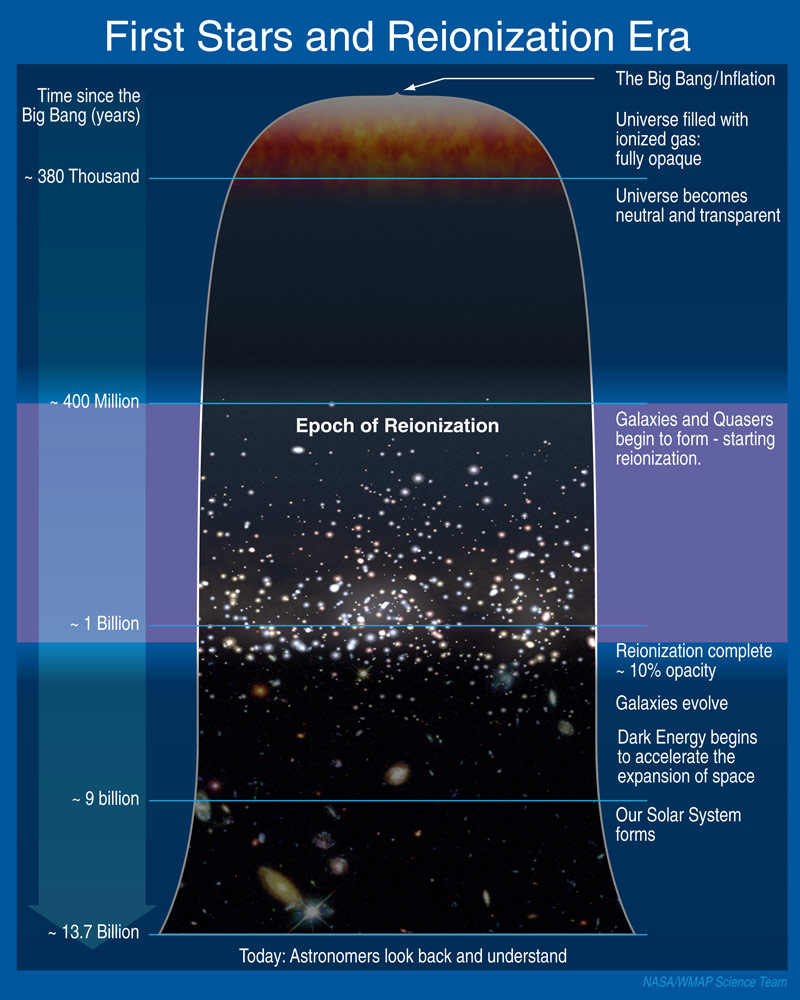 First Stars and Reionization Era
Time since the
Big Bang (years)
The Big Bang/Inflation
Universe filled with
ionized gas:
fully opaque
~ 380 Thousand
Universe becomes
neutral and transparent
~ 400 Million
Epoch of Reionization
Galaxies and Quasers
begin to form - starting
reionization.
~ 1 Billion
Reionization complete
~ 10% opacity
Galaxies evolve
Dark Energy begins
to accelerate the
expansion of space
~ 9 billion
Our Solar System
forms
~ 13.7 Billion
Today: Astronomers look back and understand
NASA/WMAP Science Team